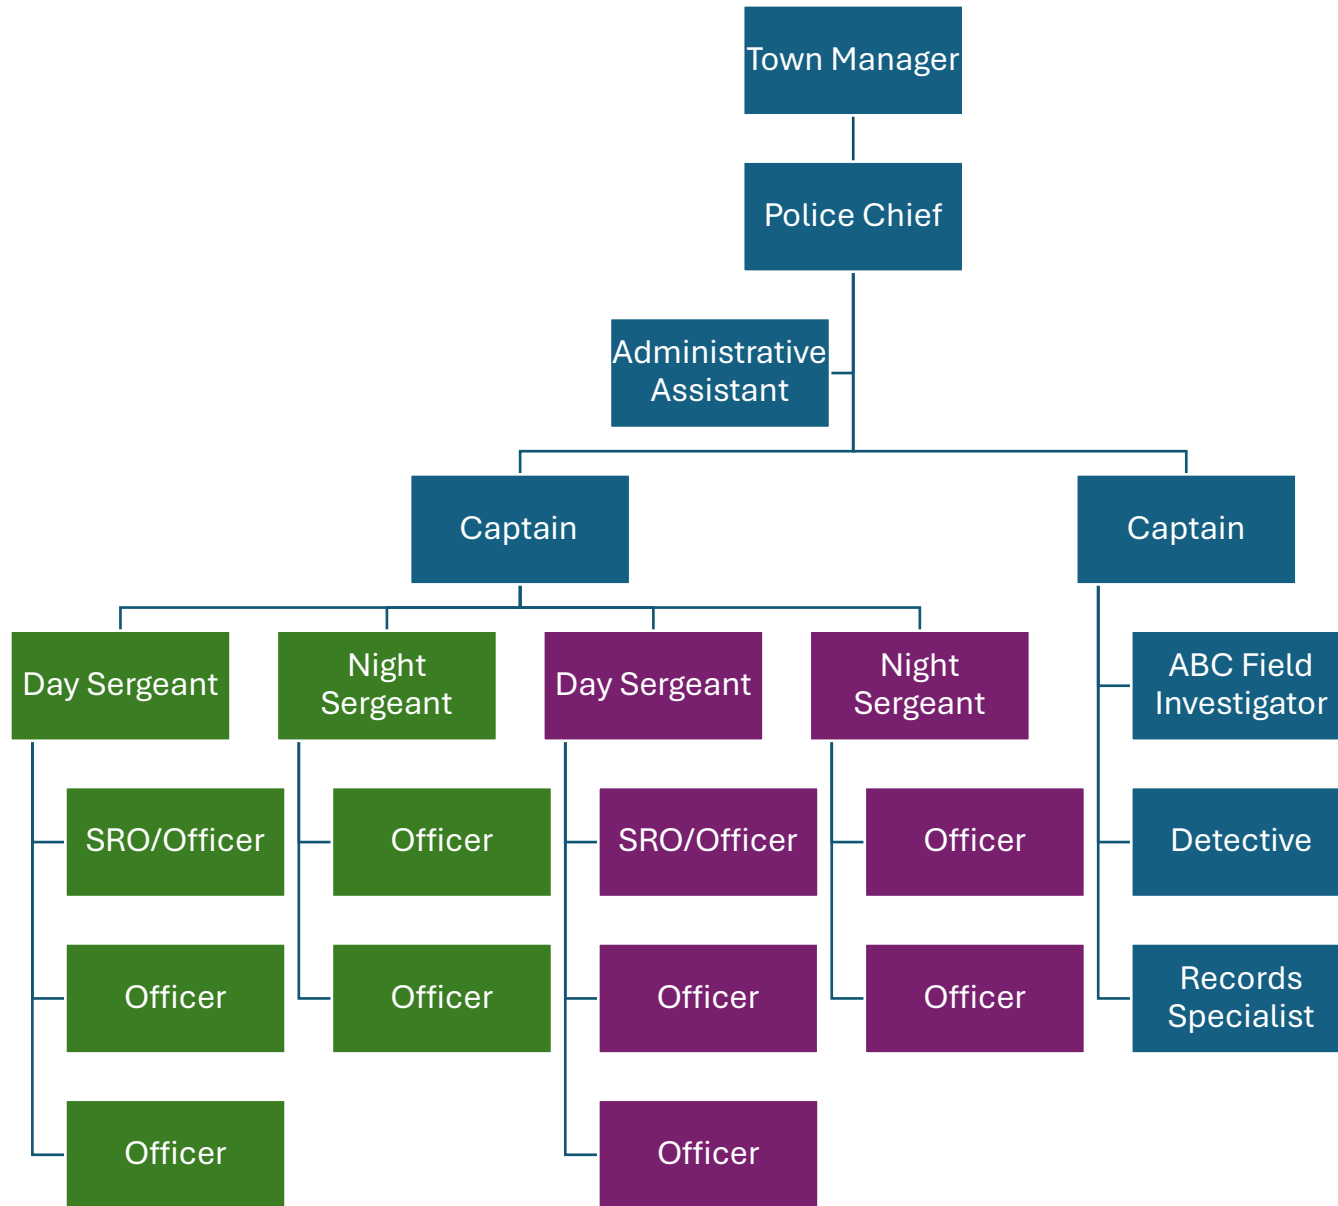 Town Manager
Police Chief
Administrative
Assistant
Captain
Captain
Day Sergeant
Night
Sergeant
Day Sergeant
Night
Sergeant
ABC Field
Investigator
SRO/Officer
Officer
SRO/Officer
Officer
Detective
Officer
Officer
Officer
Officer
Records
Specialist
Officer
Officer